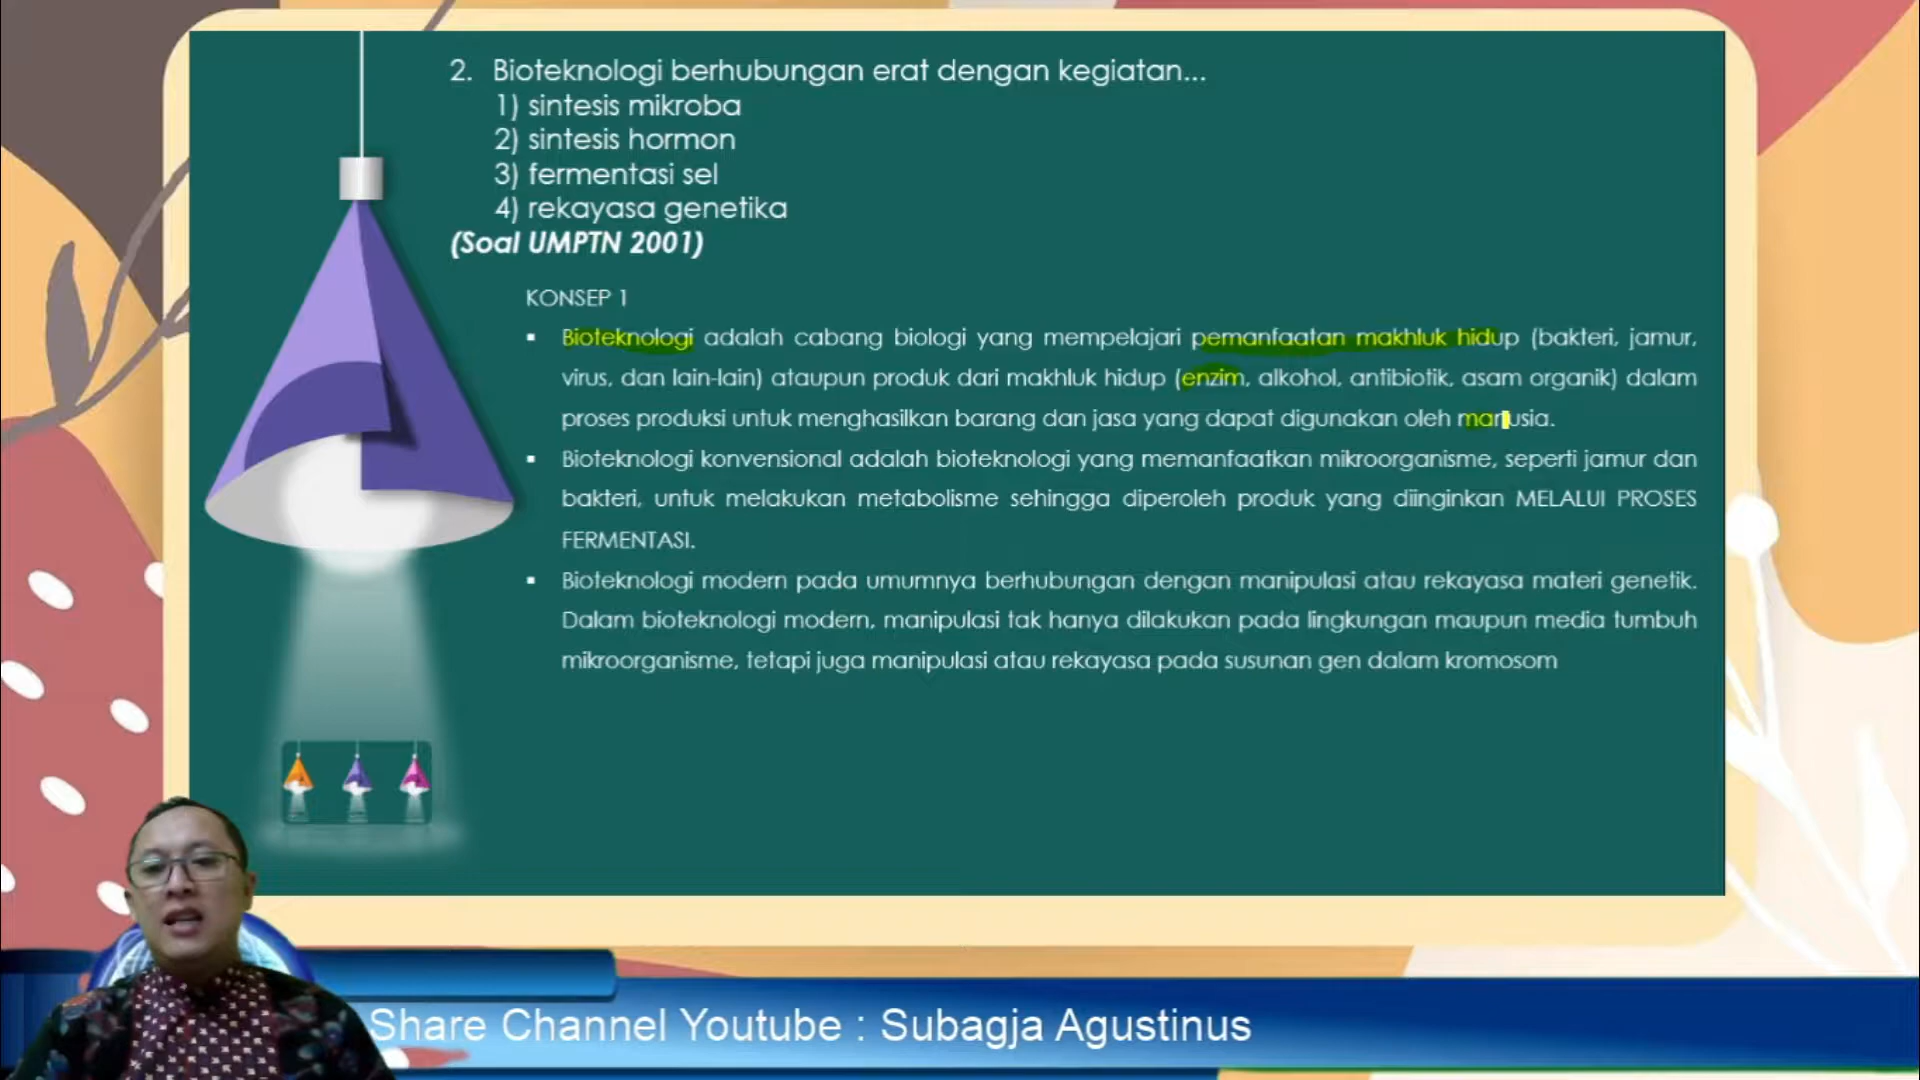 2. Bioteknologi berhubungan erat dengan kegiatan...
1) sintesis mikroba
2) sintesis hormon
3) fermentasi sel
4) rekayasa genetika
(Soal UMPTN 2001)
KONSEP 1
▪ Bioteknologi adalah cabang biologi yang mempelajari pemanfaatan makhluk hidup (bakteri, jamur,
virus, dan lain-lain) ataupun produk dari makhluk hidup (enzim, alkohol, antibiotik, asam organik) dalam
proses produksi untuk menghasilkan barang dan jasa yang dapat digunakan oleh manusia.
▪ Bioteknologi konvensional adalah bioteknologi yang memanfaatkan mikroorganisme, seperti jamur dan
bakteri, untuk melakukan metabolisme sehingga diperoleh produk yang diinginkan MELALUI PROSES
FERMENTASI.
▪ Bioteknologi modern pada umumnya berhubungan dengan manipulasi atau rekayasa materi genetik.
Dalam bioteknologi modern, manipulasi tak hanya dilakukan pada lingkungan maupun media tumbuh
mikroorganisme, tetapi juga manipulasi atau rekayasa pada susunan gen dalam kromosom
Share Channel Youtube : Subagja Agustinus